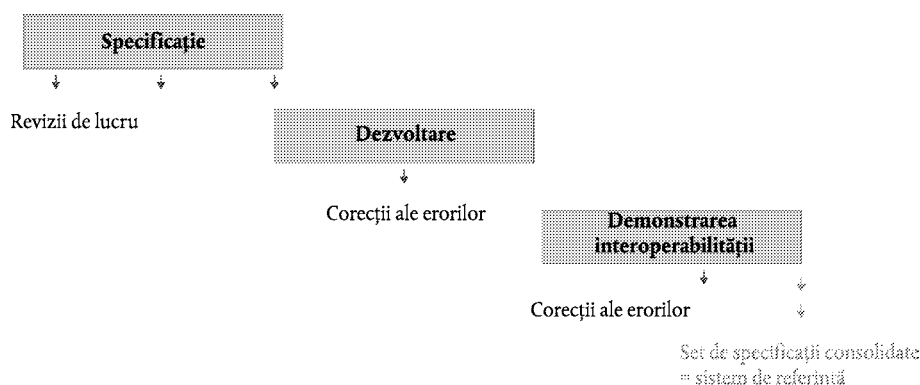 Specificație
Revizii de lucru
Dezvoltare
Corecții ale erorilor
Demonstrarea
interoperabilității
Corecții ale erorilor
Set de specificații consolidate
= sistem de referință